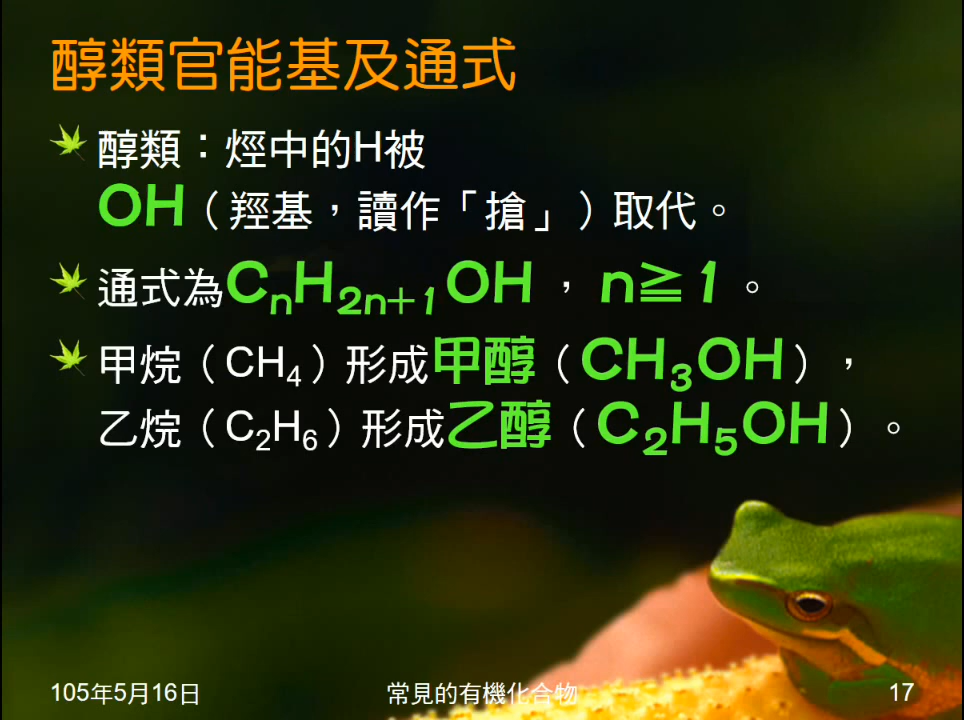 醇類官能基及通式
醇類：烴中的H被
OH（羥基，讀作「搶」）取代。
通式為CnH2n+1OH，n≧1。
甲烷（CH4）形成甲醇（CH3OH），
乙烷（C2H6）形成乙醇（C2H5OH）。
105年5月16日
常見的有機化合物
17